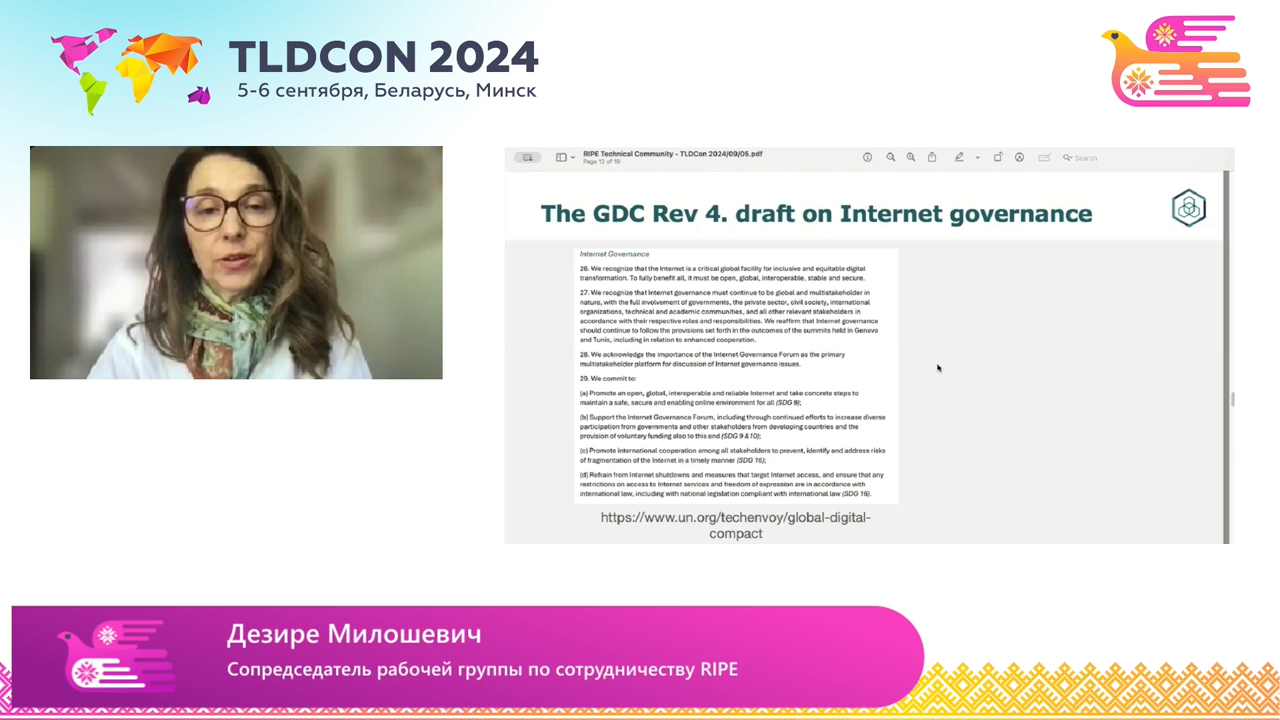 TLDCON 2024
5-6 сентября, Беларусь, Минск
RIPE Technical Community - TLDCon 2024/09/05.pdf
Page 12 of 19
Search
The GDC Rev 4. draft on Internet governance
Internet Governance
26. We recognize that the Internet is a critical global facility for inclusive and equitable digital
transformation. To fully benefit all, it must be open, global, interoperable, stable and secure.
27. We recognize that Internet governance must continue to be global and multistakeholder in
nature, with the full involvement of governments, the private sector, civil society, international
organizations, technical and academic communities, and all other relevant stakeholders in
accordance with their respective roles and responsibilities. We reaffirm that Internet governance
should continue to follow the provisions set forth in the outcomes of the summits held in Geneva
and Tunis, including in relation to enhanced cooperation.
28. We acknowledge the importance of the Internet Governance Forum as the primary
multistakeholder platform for discussion of Internet governance issues.
29. We commit to:
(a) Promote an open, global, interoperable and reliable Internet and take concrete steps to
maintain a safe, secure and enabling online environment for all (SDG 9);
(b) Support the Internet Governance Forum, including through continued efforts to increase diverse
participation from governments and other stakeholders from developing countries and the
provision of voluntary funding also to this end (SDG 9 & 10);
(c) Promote international cooperation among all stakeholders to prevent, identify and address risks
of fragmentation of the Internet in a timely manner (SDG 16);
(d) Refrain from Internet shutdowns and measures that target Internet access, and ensure that any
restrictions on access to Internet services and freedom of expression are in accordance with
international law, including with national legislation compliant with international law (SDG 16).
https://www.un.org/techenvoy/global-digital-
compact
Дезире Милошевич
Сопредседатель рабочей группы по сотрудничеству RIPE